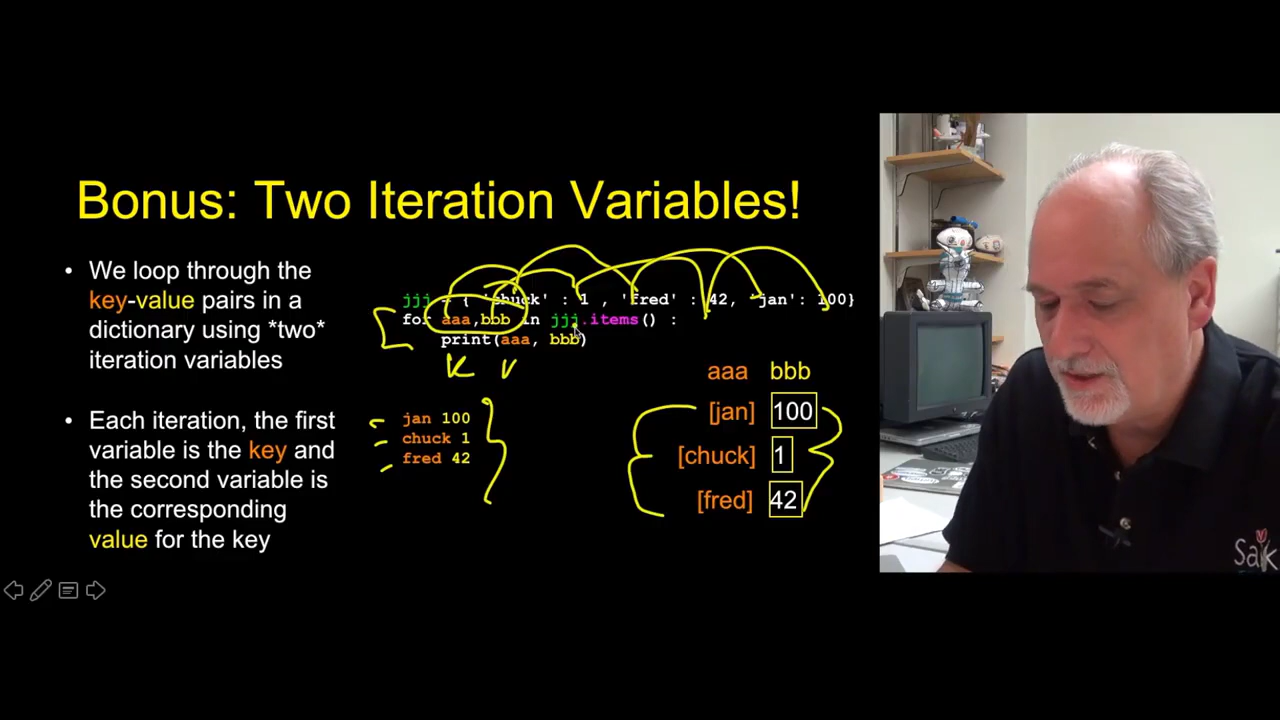 Bonus: Two Iteration Variables!
• We loop through the
key-value pairs in a
dictionary using *two*
iteration variables
• Each iteration, the first
variable is the key and
the second variable is
the corresponding
value for the key
jjj = { 'chuck' : 1 , 'fred' : 42, 'jan': 100}
for aaa,bbb in jjj.items() :
print(aaa, bbb)
K V
jan 100
chuck 1
fred 42
aaa bbb
[jan] 100
[chuck] 1
[fred] 42